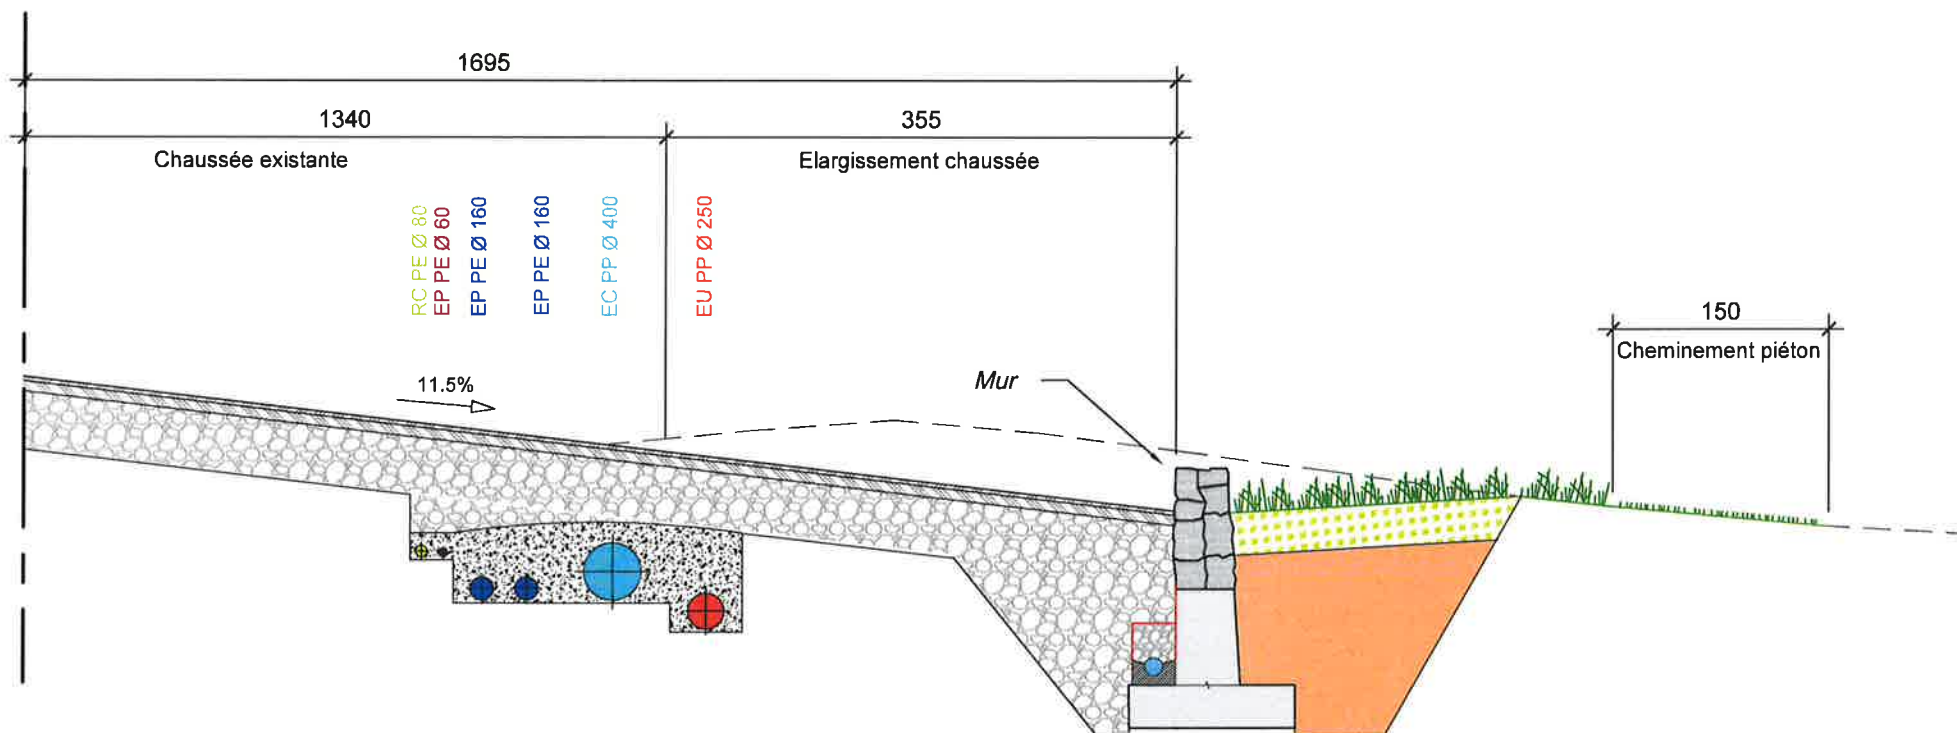 1695
1340
355
Chaussée existante
Elargissement chaussée
RC PE Ø 80
EP PE Ø 60
EP PE Ø 160
EP PE Ø 160
EC PP Ø 400
EU PP Ø 250
150
Cheminement piéton
11.5%
Mur